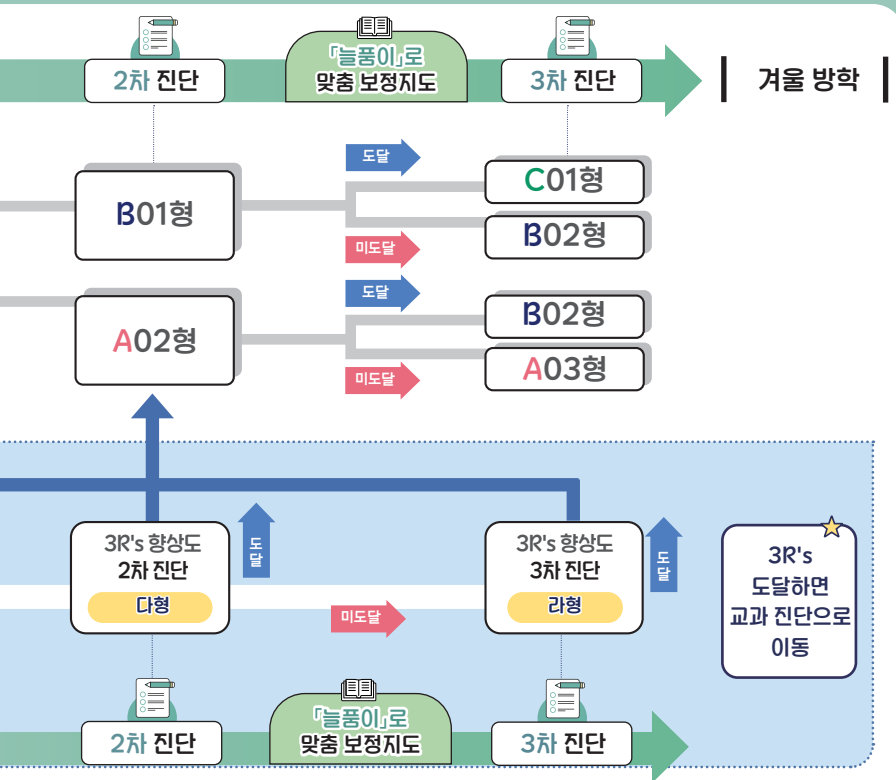 2차 진단
「늘품이」로
맞춤 보정지도
3차 진단
겨울 방학
B01형
도달
미도달
C01형
B02형
A02형
도달
미도달
B02형
A03형
3R's 향상도
2차 진단
다형
도달
미도달
3R's 향상도
3차 진단
라형
도달
3R's
도달하면
교과 진단으로
이동
2차 진단
「늘품이」로
맞춤 보정지도
3차 진단